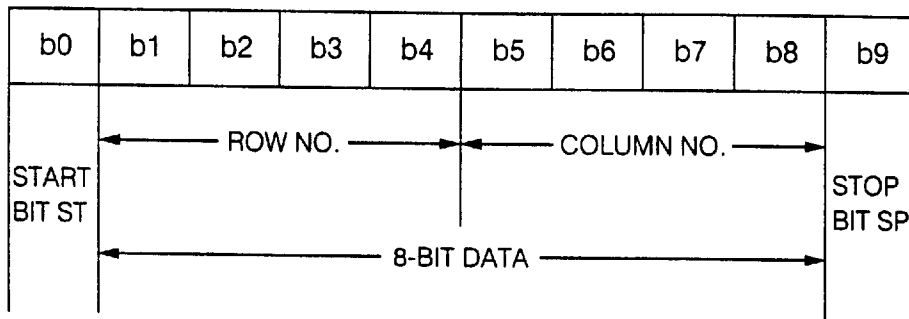 b0 b1 b2 b3 b4 b5 b6 b7 b8 b9
ROW NO. COLUMN NO.
START
BIT ST
STOP
BIT SP
8-BIT DATA